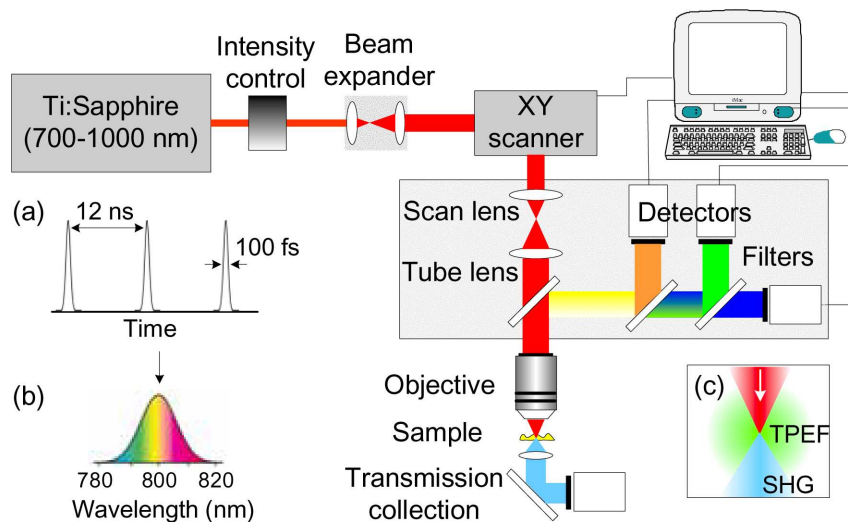 Intensity
control
Beam
expander
Ti:Sapphire
(700-1000 nm)
XY
scanner
iMac
(a)
12 ns
100 fs
Time
Scan lens
Tube lens
Detectors
Filters
(b)
780
800
820
Wavelength (nm)
Objective
Sample
Transmission
collection
(c)
TPEF
SHG